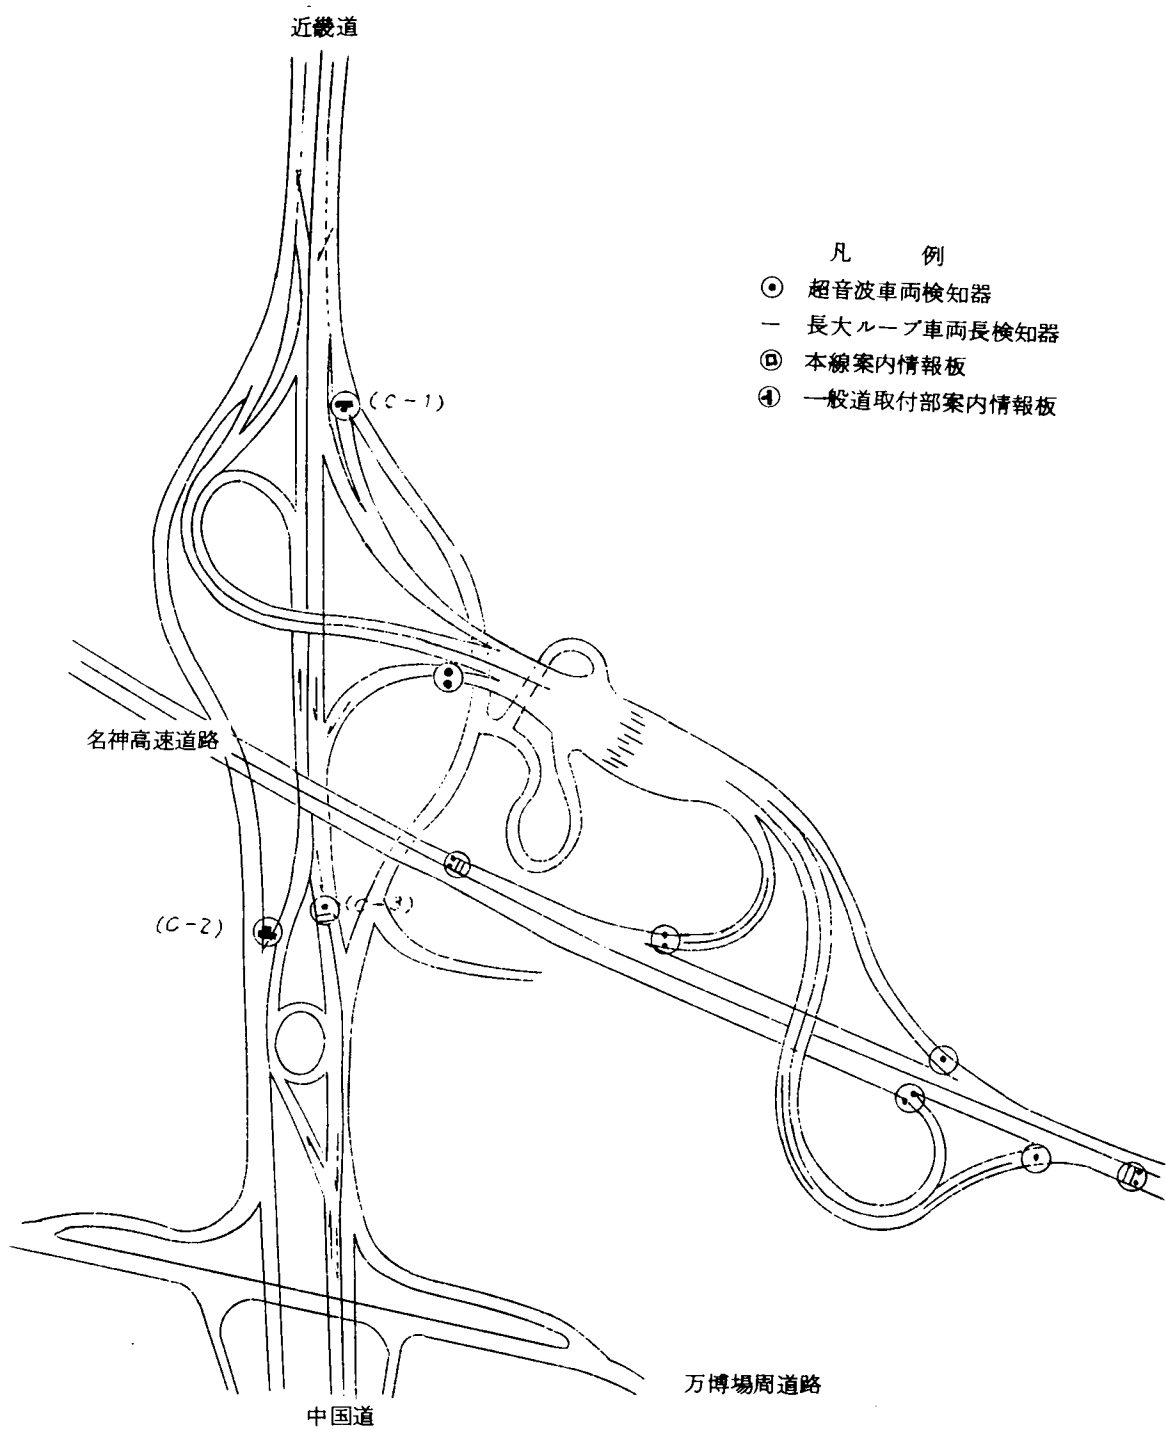 近畿道
凡 例
超音波車両検知器
長大ループ車両長検知器
本線案内情報板
一般道取付部案内情報板
(C-1)
名神高速道路
(C-2)
(C-3)
万博場周道路
中国道